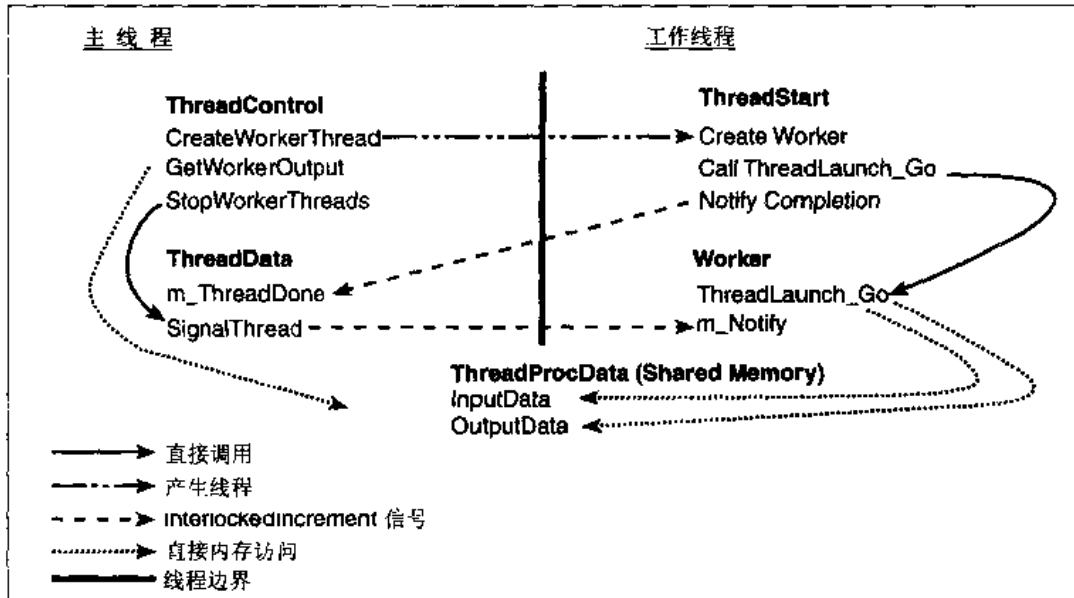 主 线 程
工作线程
ThreadControl
CreateWorkerThread
GetWorkerOutput
StopWorkerThreads
ThreadStart
Create Worker
Call ThreadLaunch_Go
Notify Completion
ThreadData
m_ThreadDone
SignalThread
Worker
ThreadLaunch_Go
m_Notify
ThreadProcData (Shared Memory)
InputData
OutputData
直接调用
产生线程
InterlockedIncrement 信号
直接内存访问
线程边界